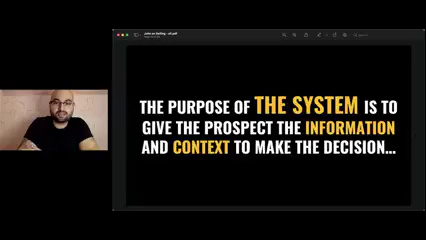 THE PURPOSE OF THE SYSTEM IS TO
GIVE THE PROSPECT THE INFORMATION
AND CONTEXT TO MAKE THE DECISION...